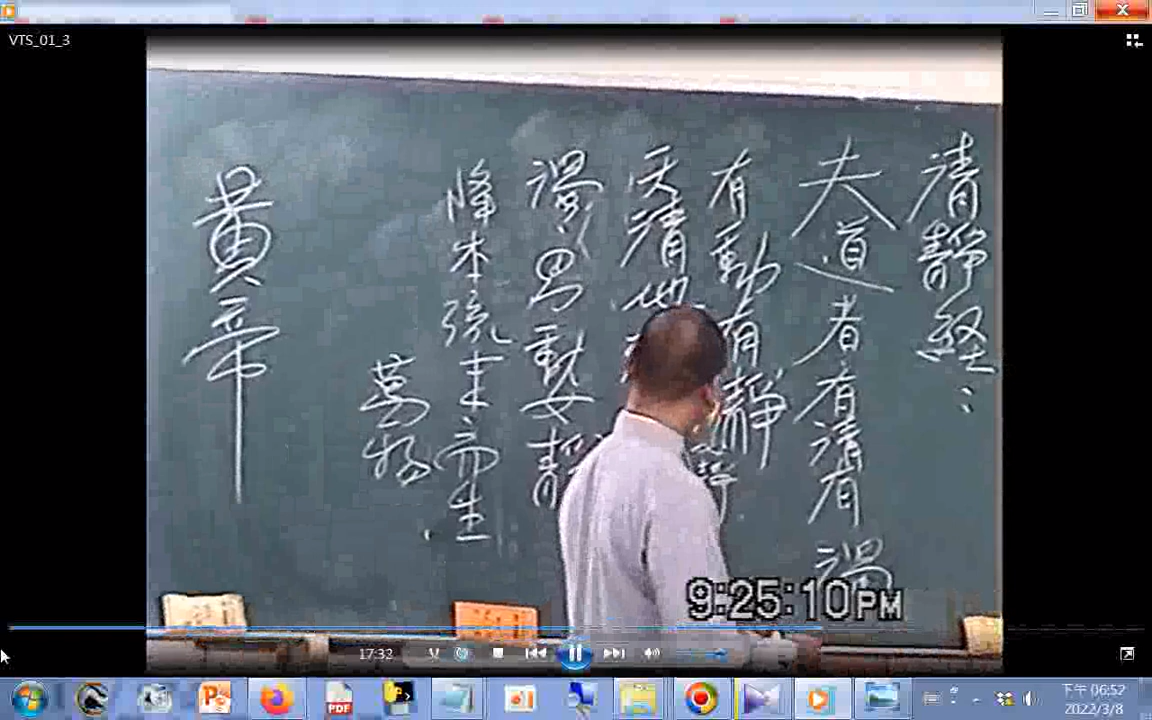 VTS_01_3
清靜経：
夫道者有清有濁
有動有靜
天清地
濁男動女靜
降本流末而生
萬物
黃帝
9:25:10PM
17:32
PDF
下午 06:52
2022/3/8